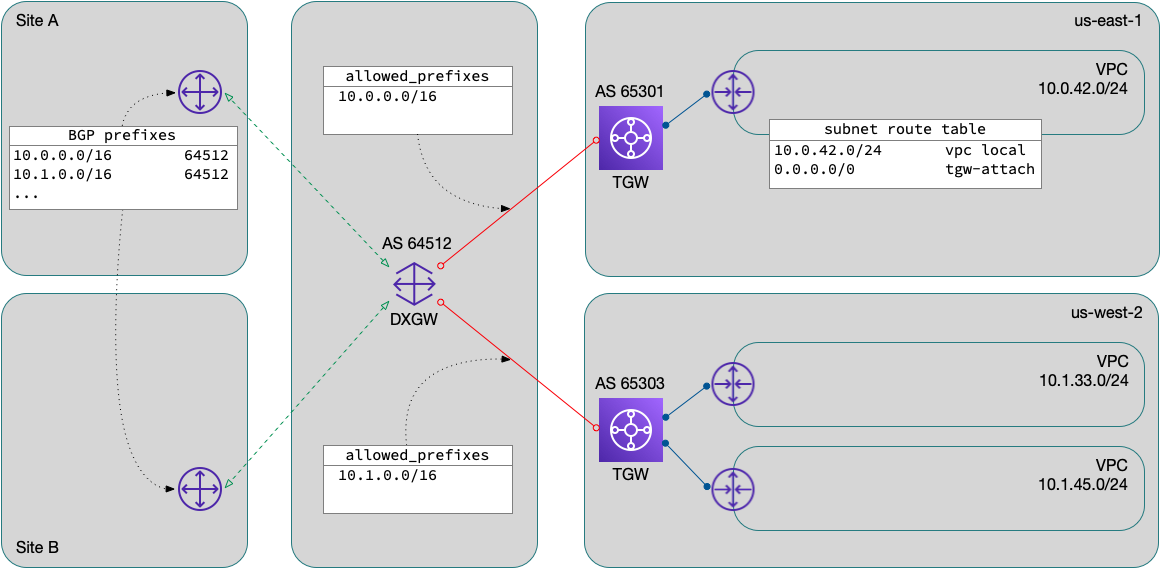 Site A
BGP prefixes
10.0.0.0/16 64512
10.1.0.0/16 64512
...
Site B
allowed_prefixes
10.0.0.0/16
AS 64512
DXGW
allowed_prefixes
10.1.0.0/16
us-east-1
AS 65301
TGW
VPC
10.0.42.0/24
subnet route table
10.0.42.0/24 vpc local
0.0.0.0/0 tgw-attach
us-west-2
AS 65303
TGW
VPC
10.1.33.0/24
VPC
10.1.45.0/24